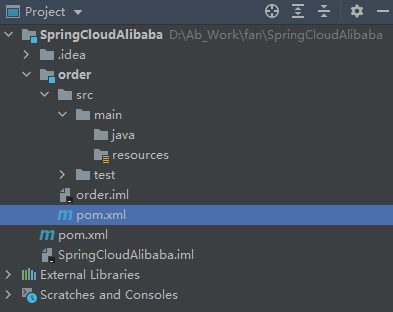 Project
SpringCloudAlibaba D:\Ab_Work\fan\SpringCloudAlibaba
.idea
order
src
main
java
resources
test
order.iml
pom.xml
pom.xml
SpringCloudAlibaba.iml
External Libraries
Scratches and Consoles